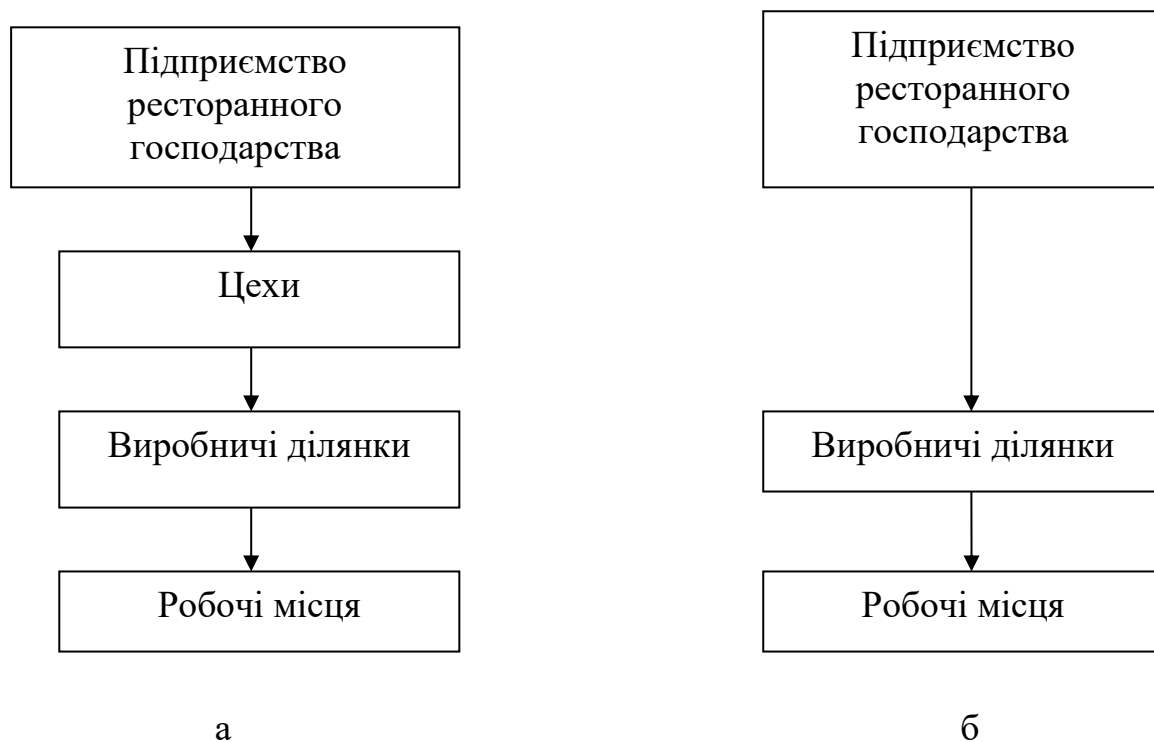 Підприємство
ресторанного
господарства
Цехи
Виробничі ділянки
Робочі місця
а
Підприємство
ресторанного
господарства
Виробничі ділянки
Робочі місця
б